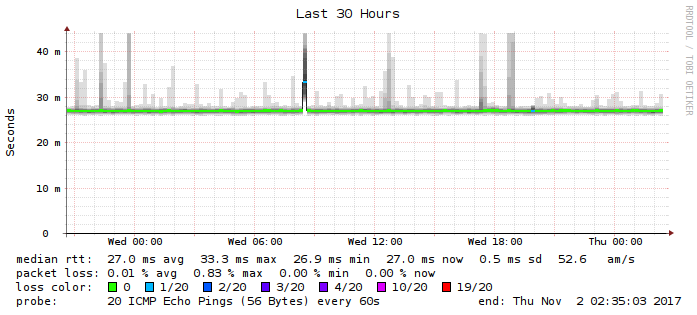 Last 30 Hours
RRDTOOL / TOBI OETIKER
Seconds
40 m
30 m
20 m
10 m
0
Wed 00:00 Wed 06:00 Wed 12:00 Wed 18:00 Thu 00:00
median rtt: 27.0 ms avg 33.3 ms max 26.9 ms min 27.0 ms now 0.5 ms sd 52.6 am/s
packet loss: 0.01 % avg 0.83 % max 0.00 % min 0.00 % now
loss color: 0 1/20 2/20 3/20 4/20 10/20 19/20
probe: 20 ICMP Echo Pings (56 Bytes) every 60s end: Thu Nov 2 02:35:03 2017